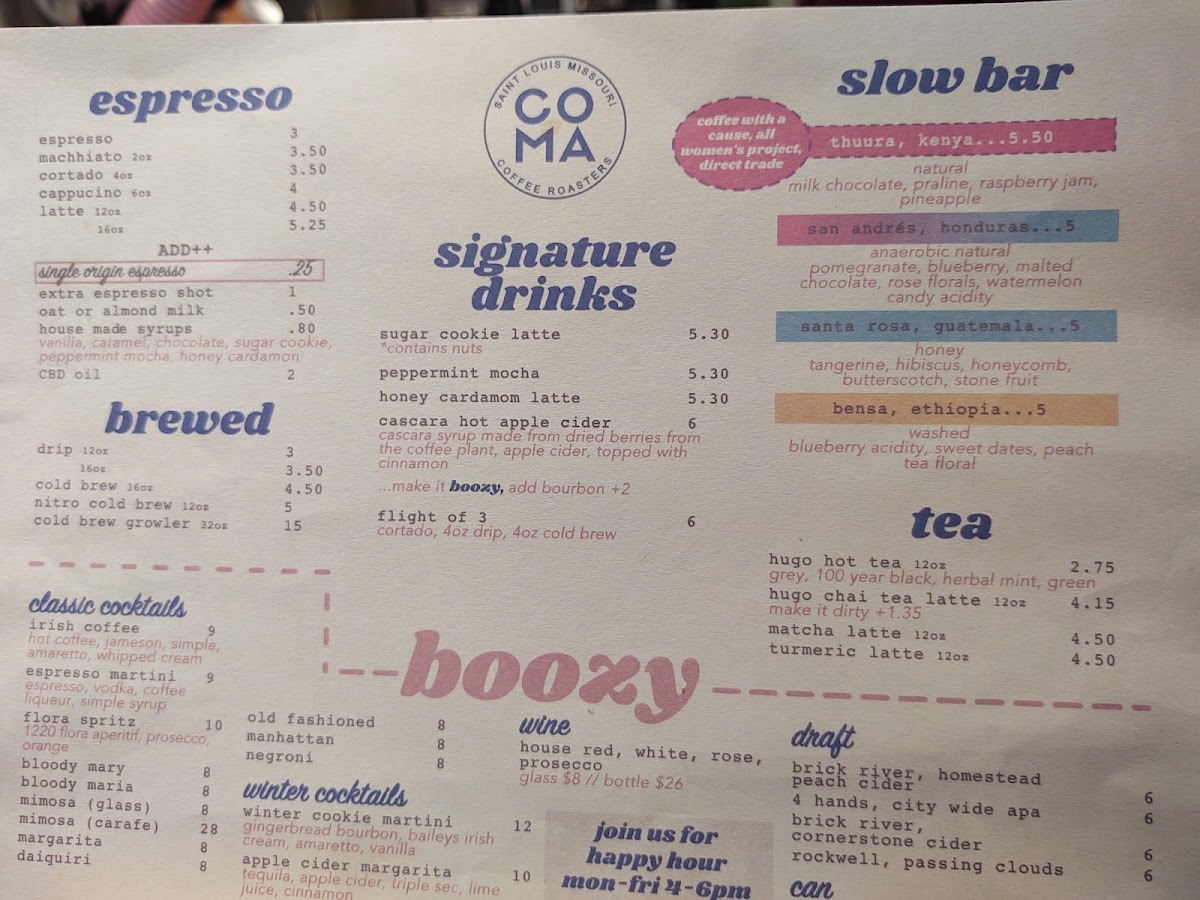 espresso
espresso 3
machhiato 2oz 3.50
cortado 4oz 3.50
cappucino 6oz 4
latte 12oz 4.50
16oz 5.25
ADD++
single origin espresso .25
extra espresso shot 1
oat or almond milk .50
house made syrups .80
vanilla, caramel, chocolate, sugar cookie,
peppermint mocha, honey cardamon
CBD oil 2
brewed
drip 12oz 3
16oz 3.50
cold brew 16oz 4.50
nitro cold brew 12oz 5
cold brew growler 32oz 15
SAINT LOUIS MISSOURI
CO
MA
COFFEE ROASTERS
signature
drinks
sugar cookie latte 5.30
*contains nuts
peppermint mocha 5.30
honey cardamom latte 5.30
cascara hot apple cider 6
cascara syrup made from dried berries from
the coffee plant, apple cider, topped with
cinnamon
...make it boozy, add bourbon +2
flight of 3 6
cortado, 4oz drip, 4oz cold brew
slow bar
coffee with a
cause, all
women's project,
direct trade
thuura, kenya...5.50
natural
milk chocolate, praline, raspberry jam,
pineapple
san andrés, honduras...5
anaerobic natural
pomegranate, blueberry, malted
chocolate, rose florals, watermelon
candy acidity
santa rosa, guatemala...5
honey
tangerine, hibiscus, honeycomb,
butterscotch, stone fruit
bensa, ethiopia...5
washed
blueberry acidity, sweet dates, peach
tea floral
tea
hugo hot tea 12oz 2.75
grey, 100 year black, herbal mint, green
hugo chai tea latte 12oz 4.15
make it dirty +1.35
matcha latte 12oz 4.50
turmeric latte 12oz 4.50
boozy
classic cocktails
irish coffee 9
hot coffee, jameson, simple,
amaretto, whipped cream
espresso martini 9
espresso, vodka, coffee
liqueur, simple syrup
flora spritz 10
1220 flora aperitif, prosecco,
orange
bloody mary 8
bloody maria 8
mimosa (glass) 8
mimosa (carafe) 28
margarita 8
daiquiri 8
old fashioned 8
manhattan 8
negroni 8
winter cocktails
winter cookie martini 12
gingerbread bourbon, baileys irish
cream, amaretto, vanilla
apple cider margarita 10
tequila, apple cider, triple sec, lime
juice, cinnamon
wine
house red, white, rose,
prosecco
glass $8 // bottle $26
join us for
happy hour
mon-fri 4-6pm
draft
brick river, homestead
peach cider 6
4 hands, city wide apa 6
brick river,
cornerstone cider 6
rockwell, passing clouds 6
can